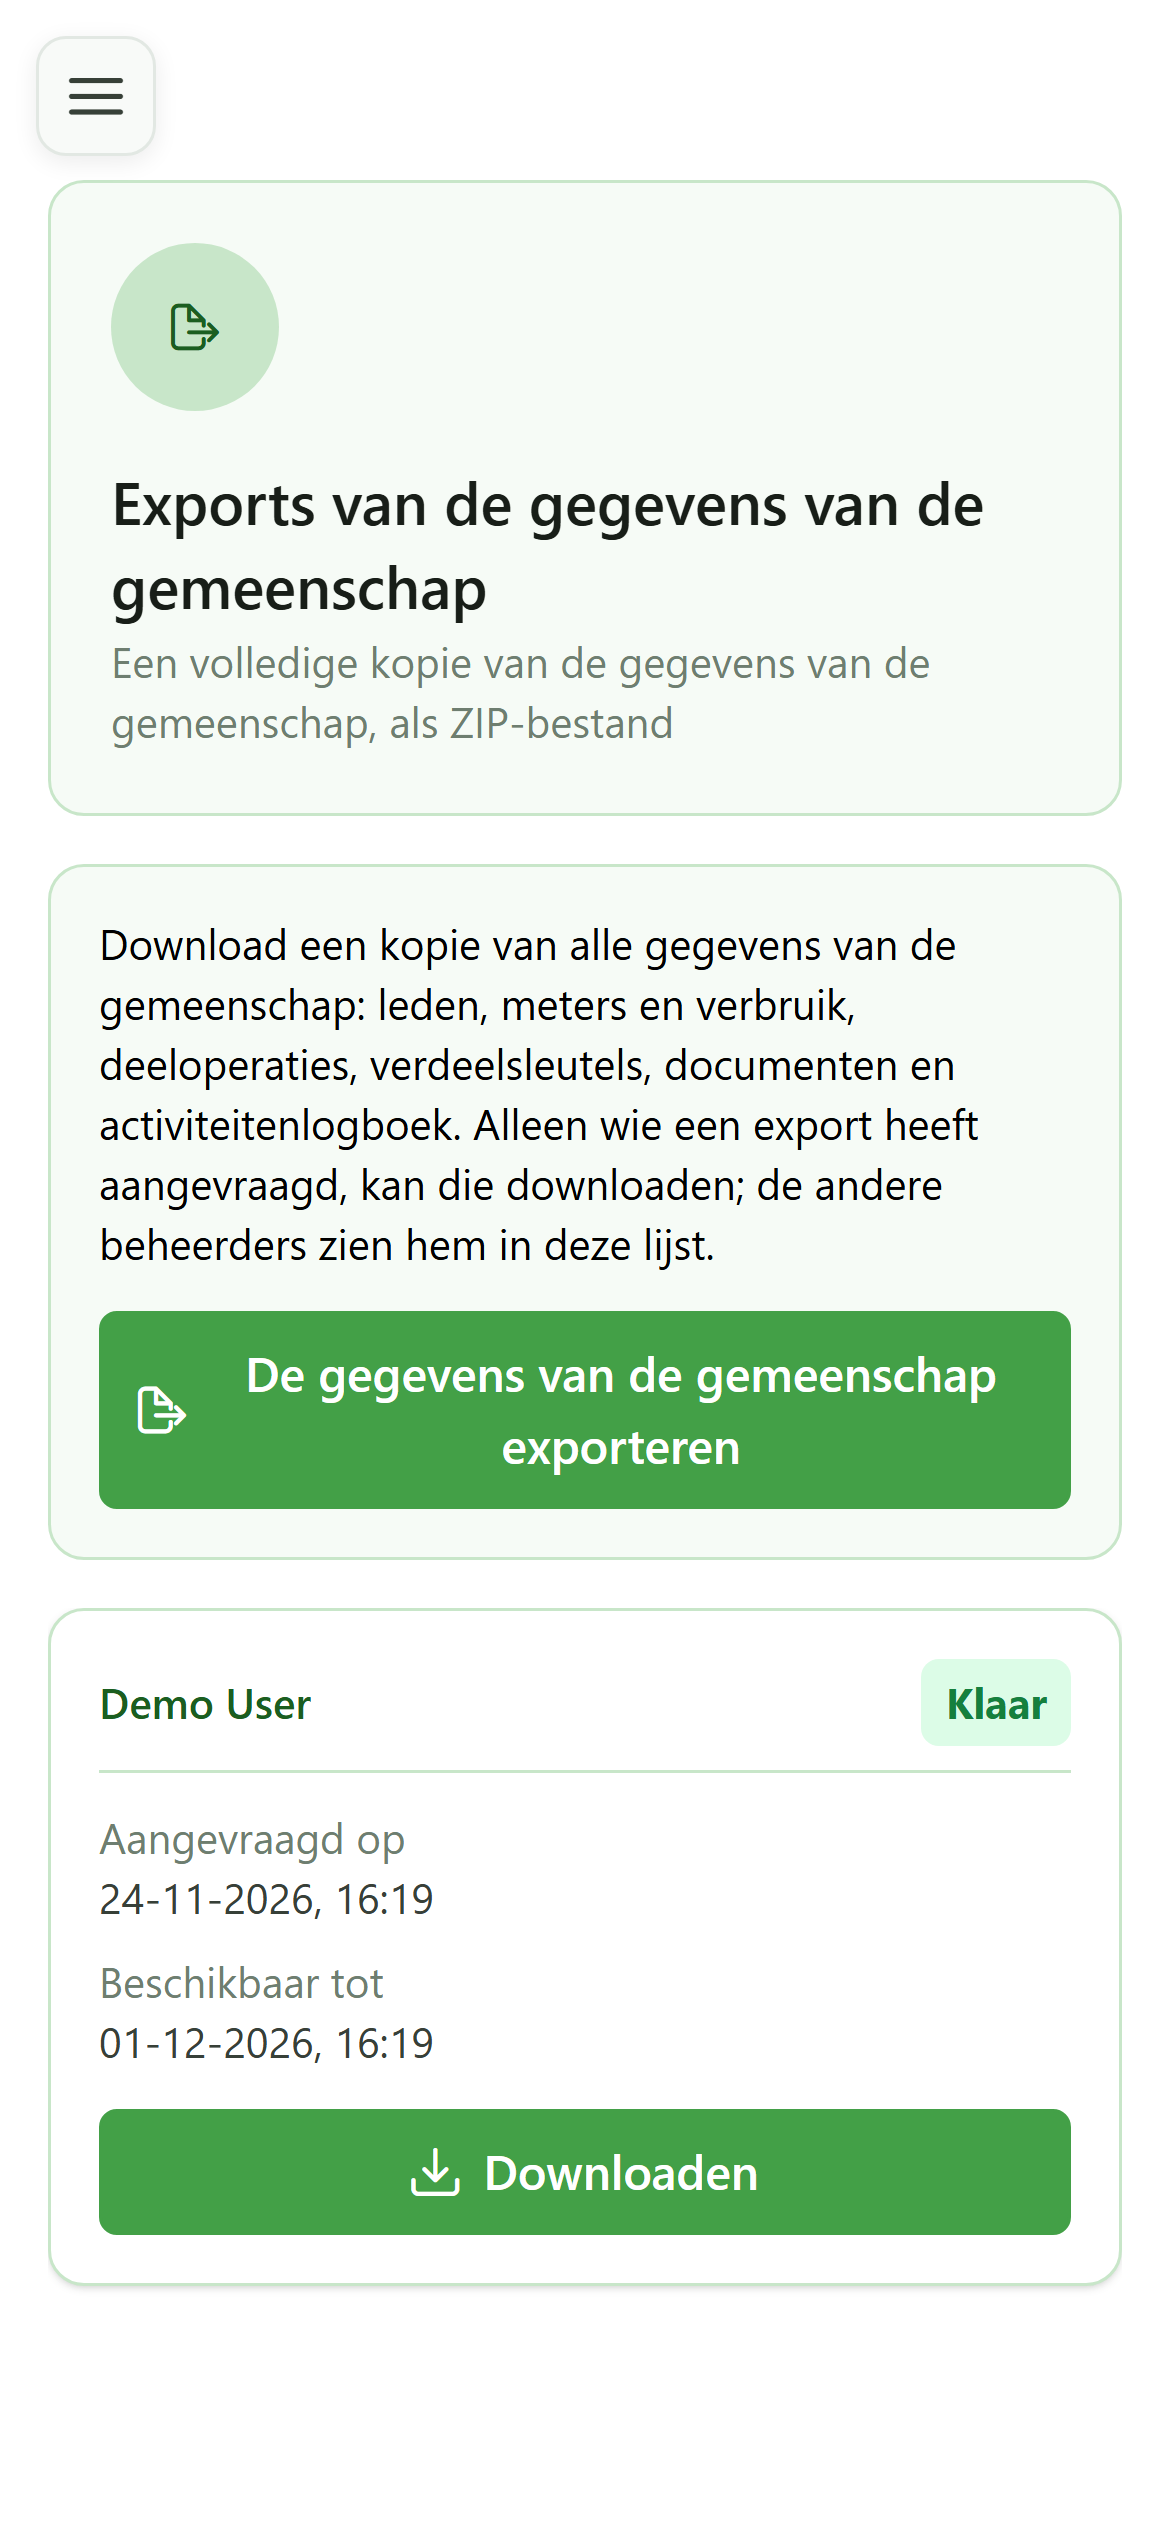 Exports van de gegevens van de
gemeenschap
Een volledige kopie van de gegevens van de
gemeenschap, als ZIP-bestand
Download een kopie van alle gegevens van de
gemeenschap: leden, meters en verbruik,
deeloperaties, verdeelsleutels, documenten en
activiteitenlogboek. Alleen wie een export heeft
aangevraagd, kan die downloaden; de andere
beheerders zien hem in deze lijst.
De gegevens van de gemeenschap
exporteren
Demo User
Klaar
Aangevraagd op
24-11-2026, 16:19
Beschikbaar tot
01-12-2026, 16:19
Downloaden